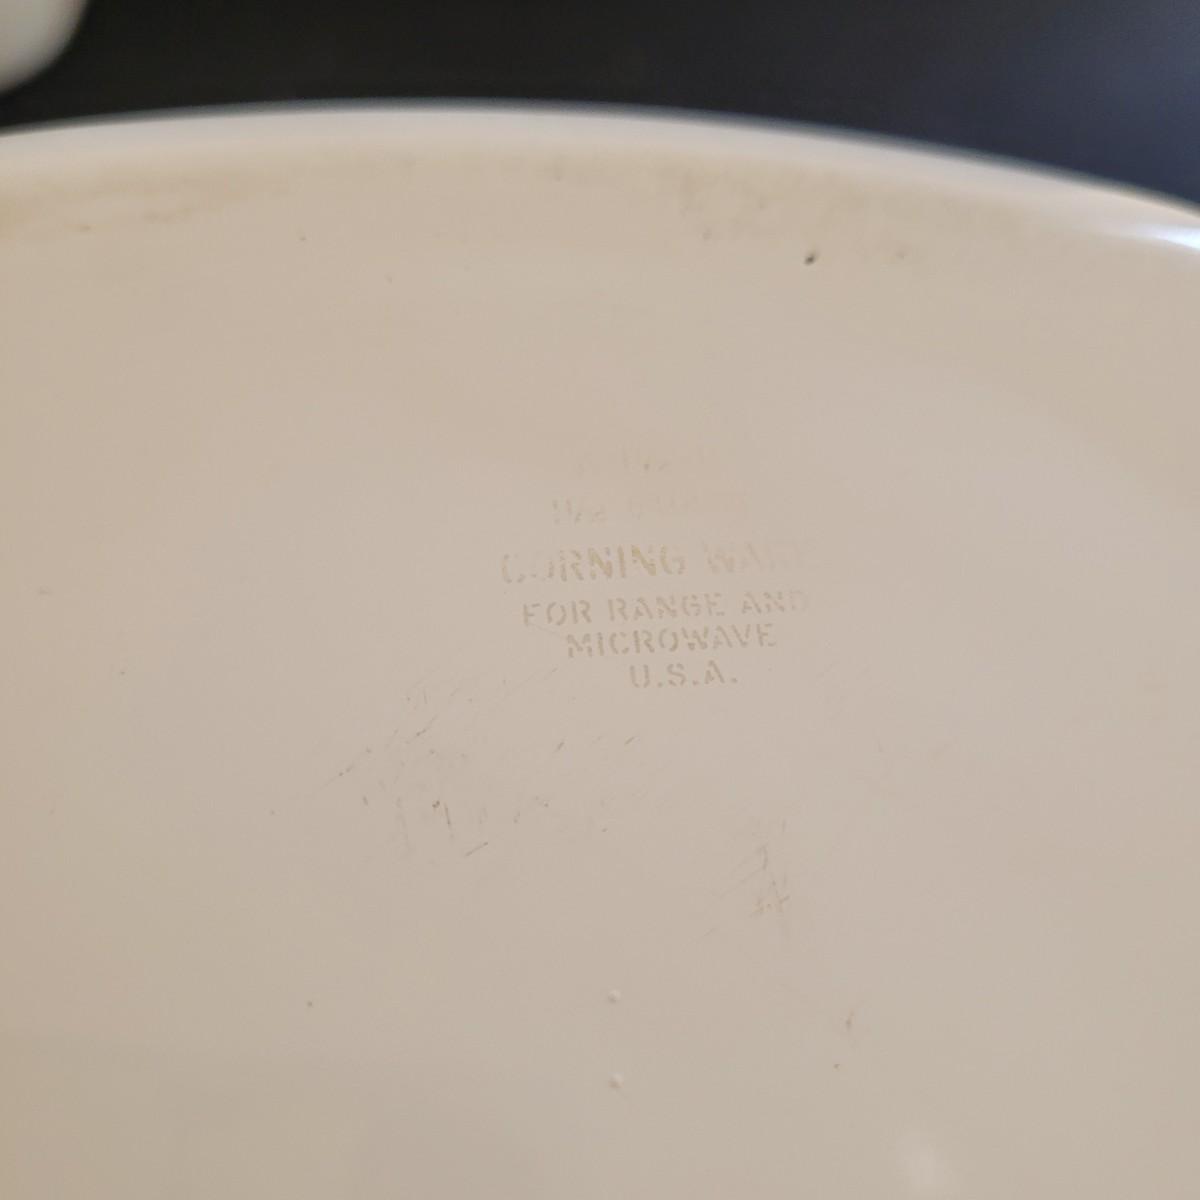 CORNING WARE
FOR RANGE AND
MICROWAVE
U.S.A.